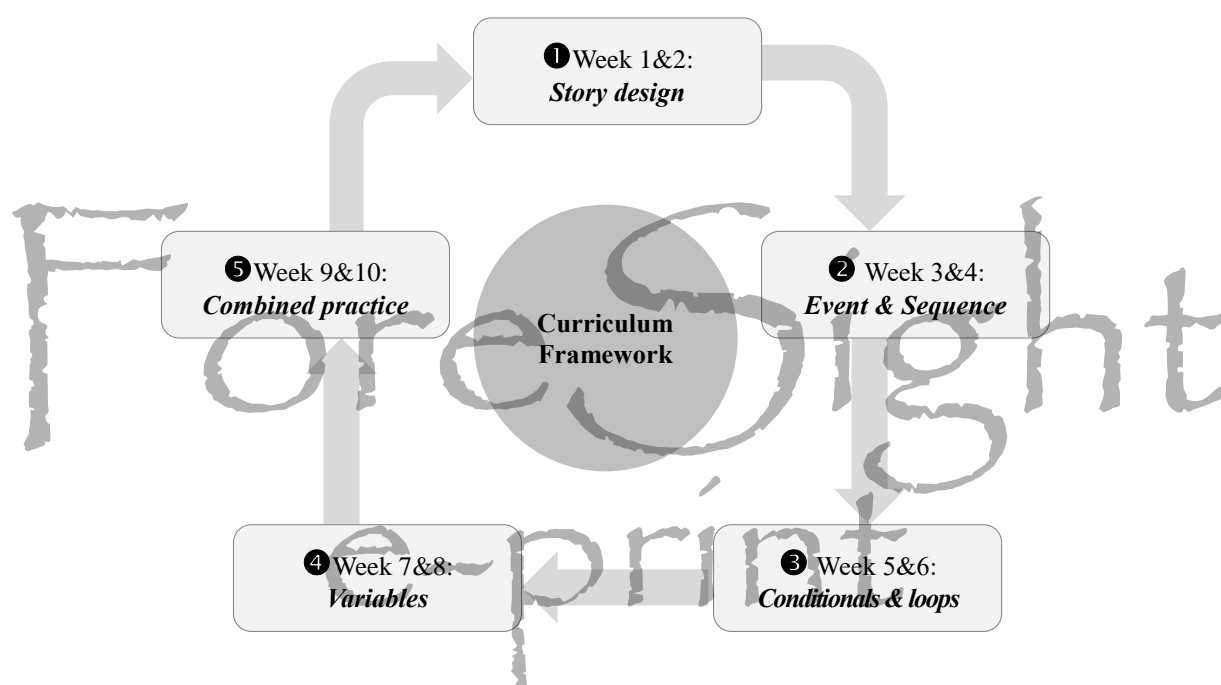 ❶Week 1&2:
Story design
❺Week 9&10:
Combined practice
❷ Week 3&4:
Event & Sequence
Curriculum
Framework
❹Week 7&8:
Variables
❸ Week 5&6:
Conditionals & loops
ForeSight
e-print